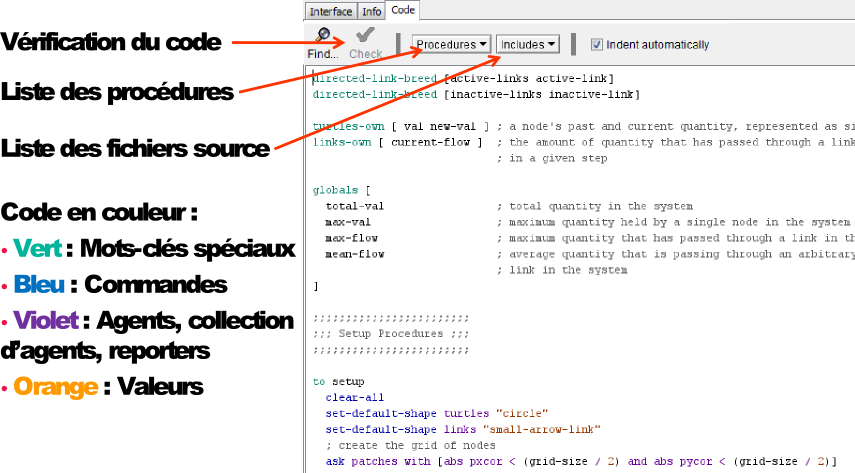 Interface Info Code
Vérification du code
Find... Check Procedures Includes Indent automatically
Liste des procédures
Liste des fichiers source
Code en couleur :
• Vert : Mots-clés spéciaux
• Bleu : Commandes
• Violet : Agents, collection
d'agents, reporters
• Orange : Valeurs
directed-link-breed [active-links active-link]
directed-link-breed [inactive-links inactive-link]
turtles-own [ val new-val ] ; a node's past and current quantity, represented as si
links-own [ current-flow ] ; the amount of quantity that has passed through a link
; in a given step
globals [
total-val ; total quantity in the system
max-val ; maximum quantity held by a single node in the system
max-flow ; maximum quantity that has passed through a link in th
mean-flow ; average quantity that is passing through an arbitrary
; link in the system
]
;;;;;;;;;;;;;;;;;;;;;;;;
;;; Setup Procedures ;;;
;;;;;;;;;;;;;;;;;;;;;;;;
to setup
clear-all
set-default-shape turtles "circle"
set-default-shape links "small-arrow-link"
; create the grid of nodes
ask patches with [abs pxcor < (grid-size / 2) and abs pycor < (grid-size / 2)]